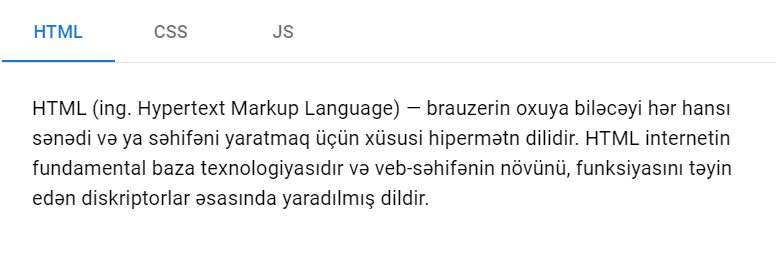 HTML CSS JS
HTML (ing. Hypertext Markup Language) — brauzerin oxuya biləcəyi hər hansı
sənədi və ya səhifəni yaratmaq üçün xüsusi hipermətn dilidir. HTML internetin
fundamental baza texnologiyasıdır və veb-səhifənin növünü, funksiyasını təyin
edən diskriptorlar əsasında yaradılmış dildir.